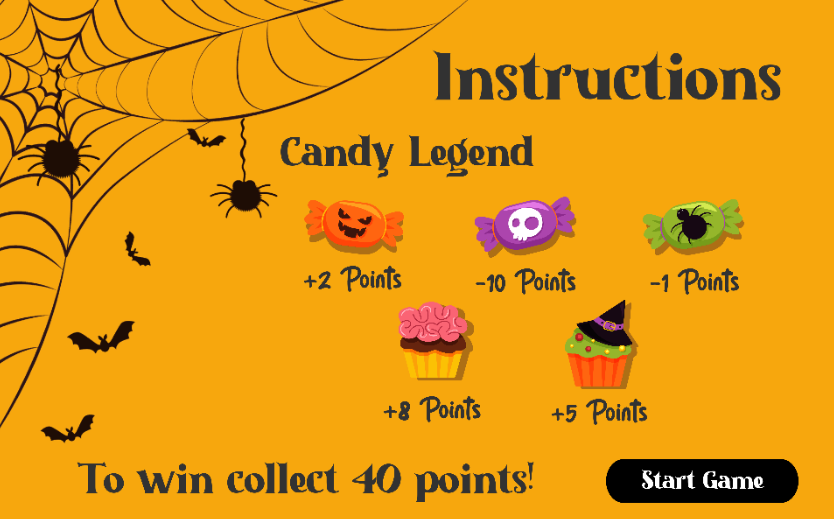 Instructions
Candy Legend
+2 Points
-10 Points
-1 Points
+8 Points
+5 Points
To win collect 40 points!
Start Game